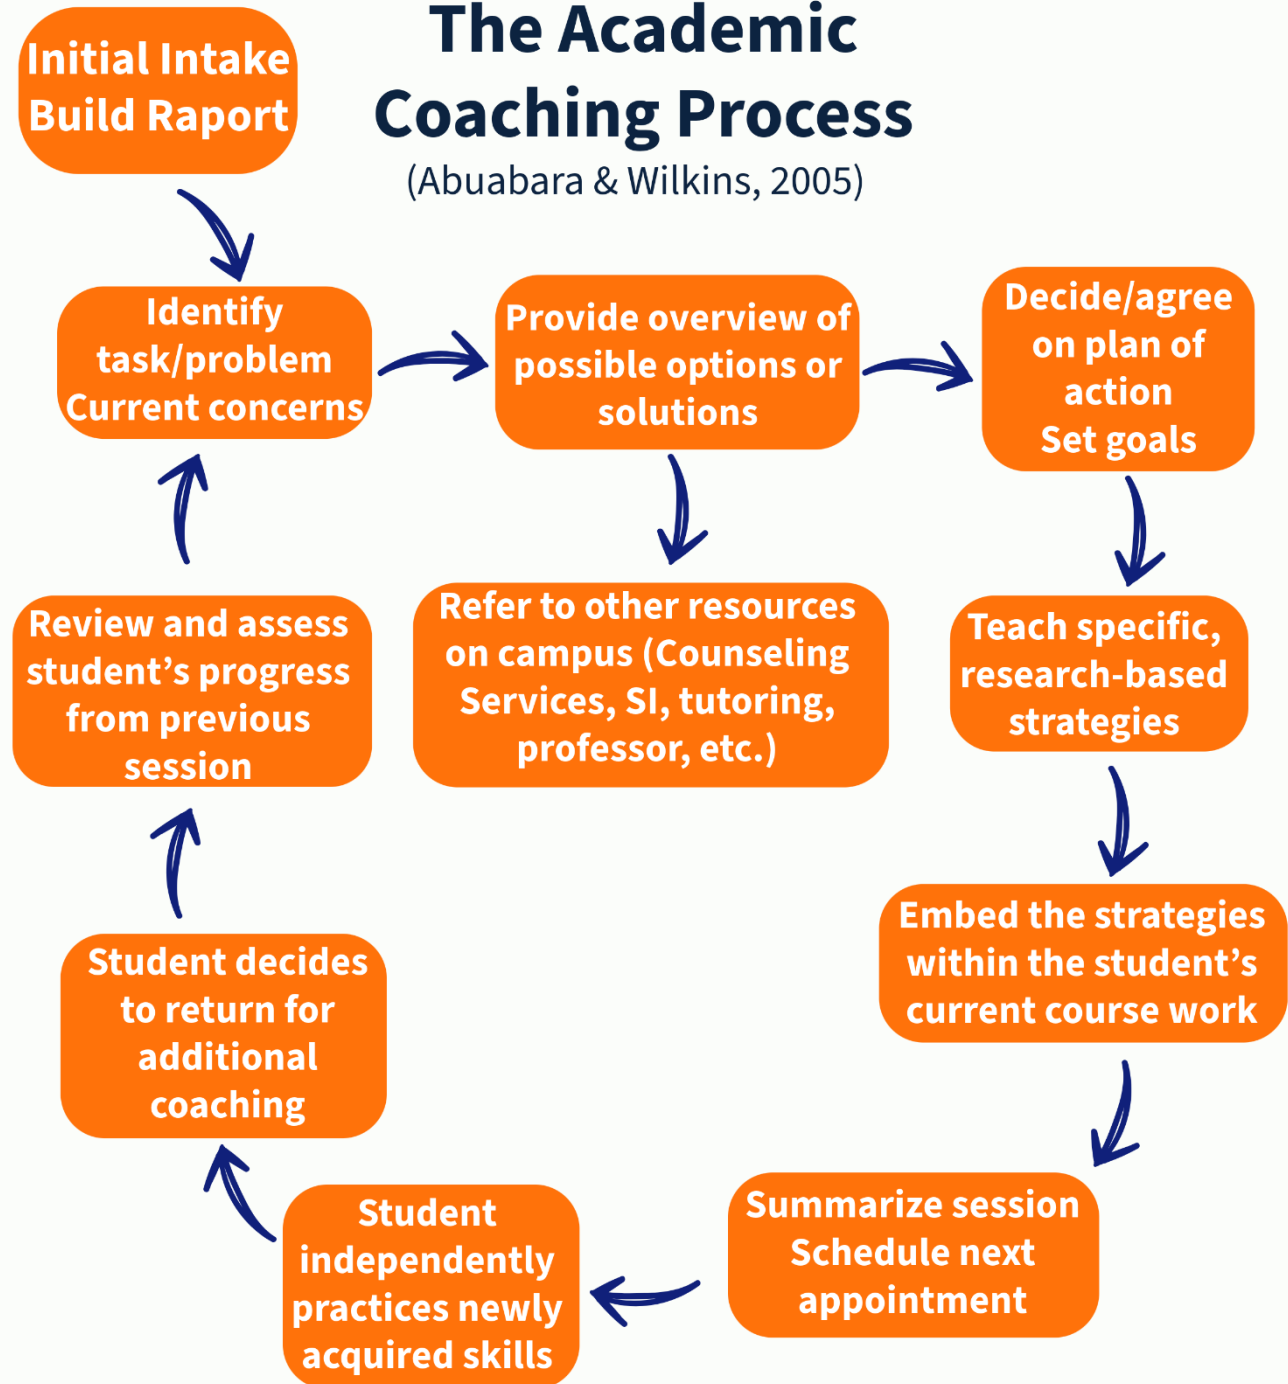 The Academic
Coaching Process
(Abuabara & Wilkins, 2005)
Initial Intake
Build Raport
Identify
task/problem
Current concerns
Provide overview of
possible options or
solutions
Decide/agree
on plan of
action
Set goals
Refer to other resources
on campus (Counseling
Services, SI, tutoring,
professor, etc.)
Teach specific,
research-based
strategies
Embed the strategies
within the student’s
current course work
Summarize session
Schedule next
appointment
Student
independently
practices newly
acquired skills
Student decides
to return for
additional
coaching
Review and assess
student’s progress
from previous
session